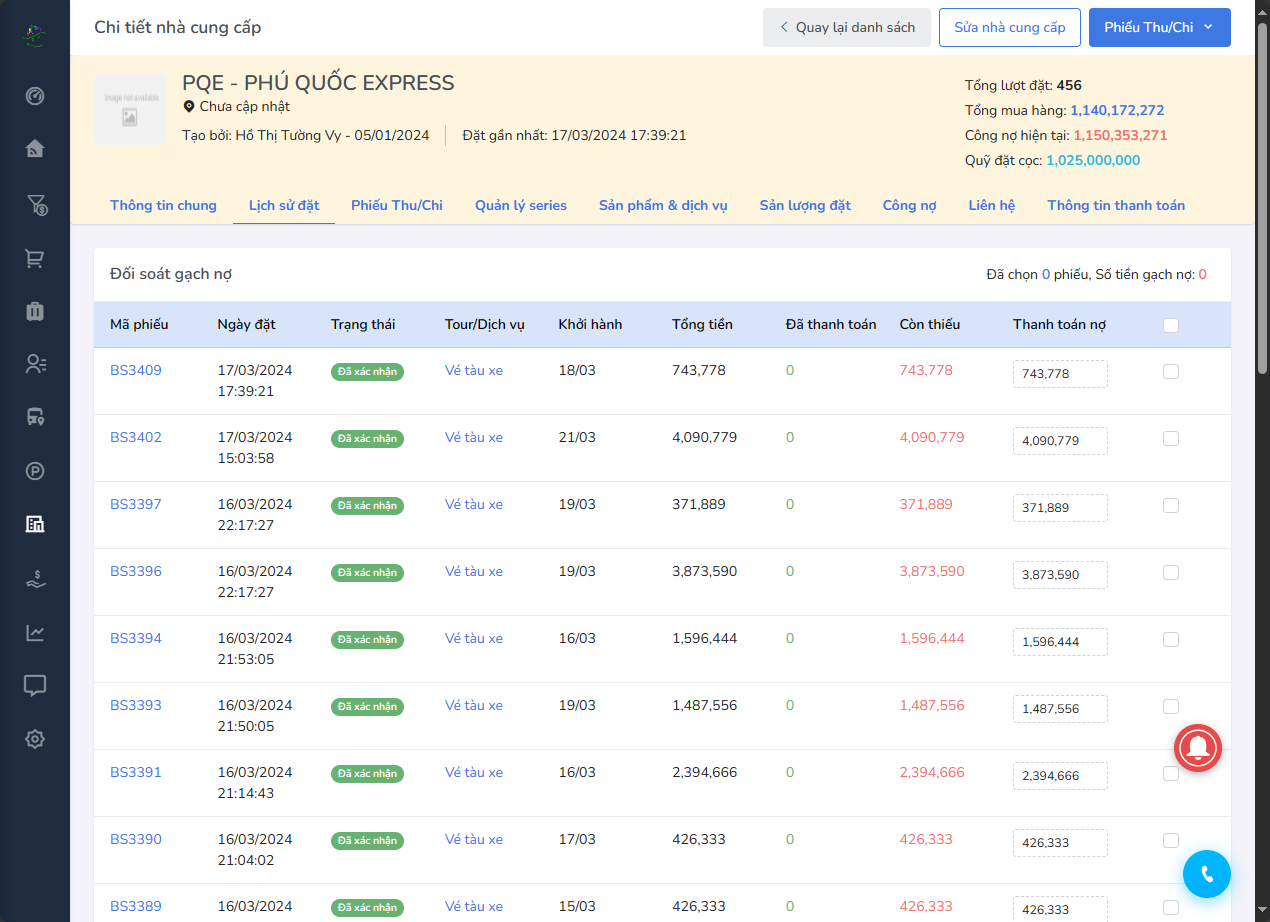 Chi tiết nhà cung cấp
Quay lại danh sách
Sửa nhà cung cấp
Phiếu Thu/Chi
Image not available
PQE - PHÚ QUỐC EXPRESS
Chưa cập nhật
Tạo bởi: Hồ Thị Tường Vy - 05/01/2024
Đặt gần nhất: 17/03/2024 17:39:21
Tổng lượt đặt: 456
Tổng mua hàng: 1,140,172,272
Công nợ hiện tại: 1,150,353,271
Quỹ đặt cọc: 1,025,000,000
Thông tin chung Lịch sử đặt Phiếu Thu/Chi Quản lý series Sản phẩm & dịch vụ Sản lượng đặt Công nợ Liên hệ Thông tin thanh toán
Đối soát gạch nợ
Đã chọn 0 phiếu, Số tiền gạch nợ: 0
Mã phiếu Ngày đặt Trạng thái Tour/Dịch vụ Khởi hành Tổng tiền Đã thanh toán Còn thiếu Thanh toán nợ
BS3409 17/03/2024 Đã xác nhận Vé tàu xe 18/03 743,778 0 743,778 743,778
17:39:21
BS3402 17/03/2024 Đã xác nhận Vé tàu xe 21/03 4,090,779 0 4,090,779 4,090,779
15:03:58
BS3397 16/03/2024 Đã xác nhận Vé tàu xe 19/03 371,889 0 371,889 371,889
22:17:27
BS3396 16/03/2024 Đã xác nhận Vé tàu xe 19/03 3,873,590 0 3,873,590 3,873,590
22:17:27
BS3394 16/03/2024 Đã xác nhận Vé tàu xe 16/03 1,596,444 0 1,596,444 1,596,444
21:53:05
BS3393 16/03/2024 Đã xác nhận Vé tàu xe 19/03 1,487,556 0 1,487,556 1,487,556
21:50:05
BS3391 16/03/2024 Đã xác nhận Vé tàu xe 16/03 2,394,666 0 2,394,666 2,394,666
21:14:43
BS3390 16/03/2024 Đã xác nhận Vé tàu xe 17/03 426,333 0 426,333 426,333
21:04:02
BS3389 16/03/2024 Đã xác nhận Vé tàu xe 15/03 426,333 0 426,333 426,333